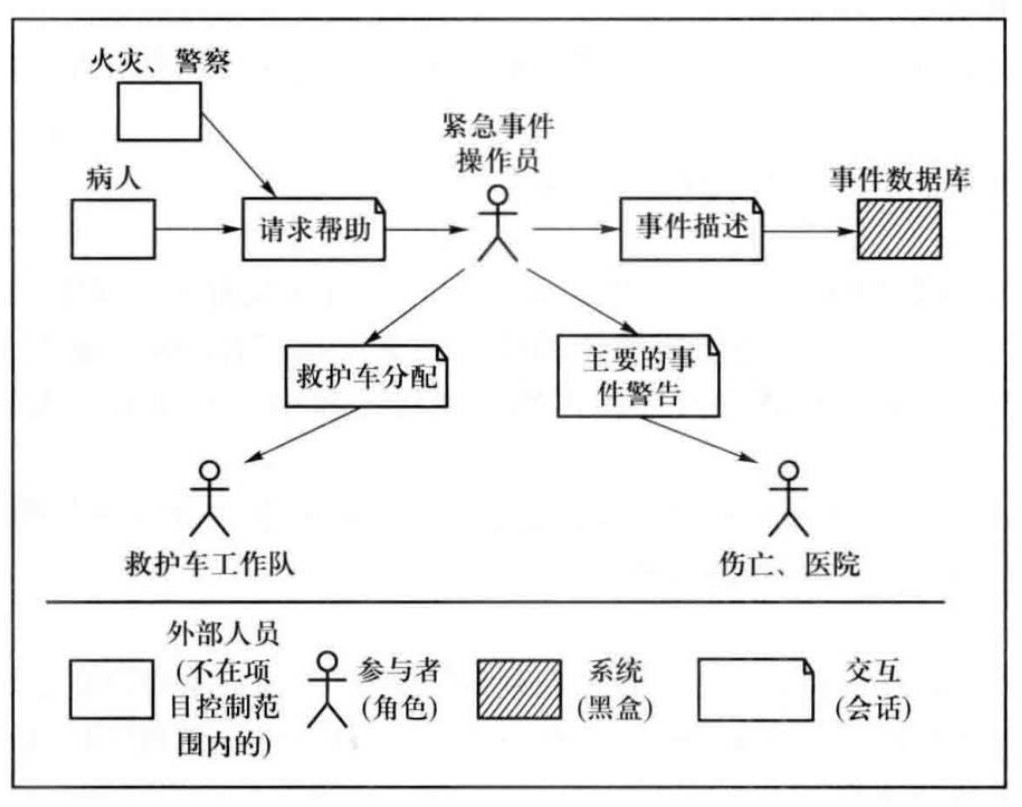 火灾、警察
紧急事件
操作员
病人
事件数据库
请求帮助
事件描述
救护车分配
主要的事
件警告
救护车工作队
伤亡、医院
外部人员
(不在项
目控制范
围内的)
参与者
(角色)
系统
(黑盒)
交互
(会话)